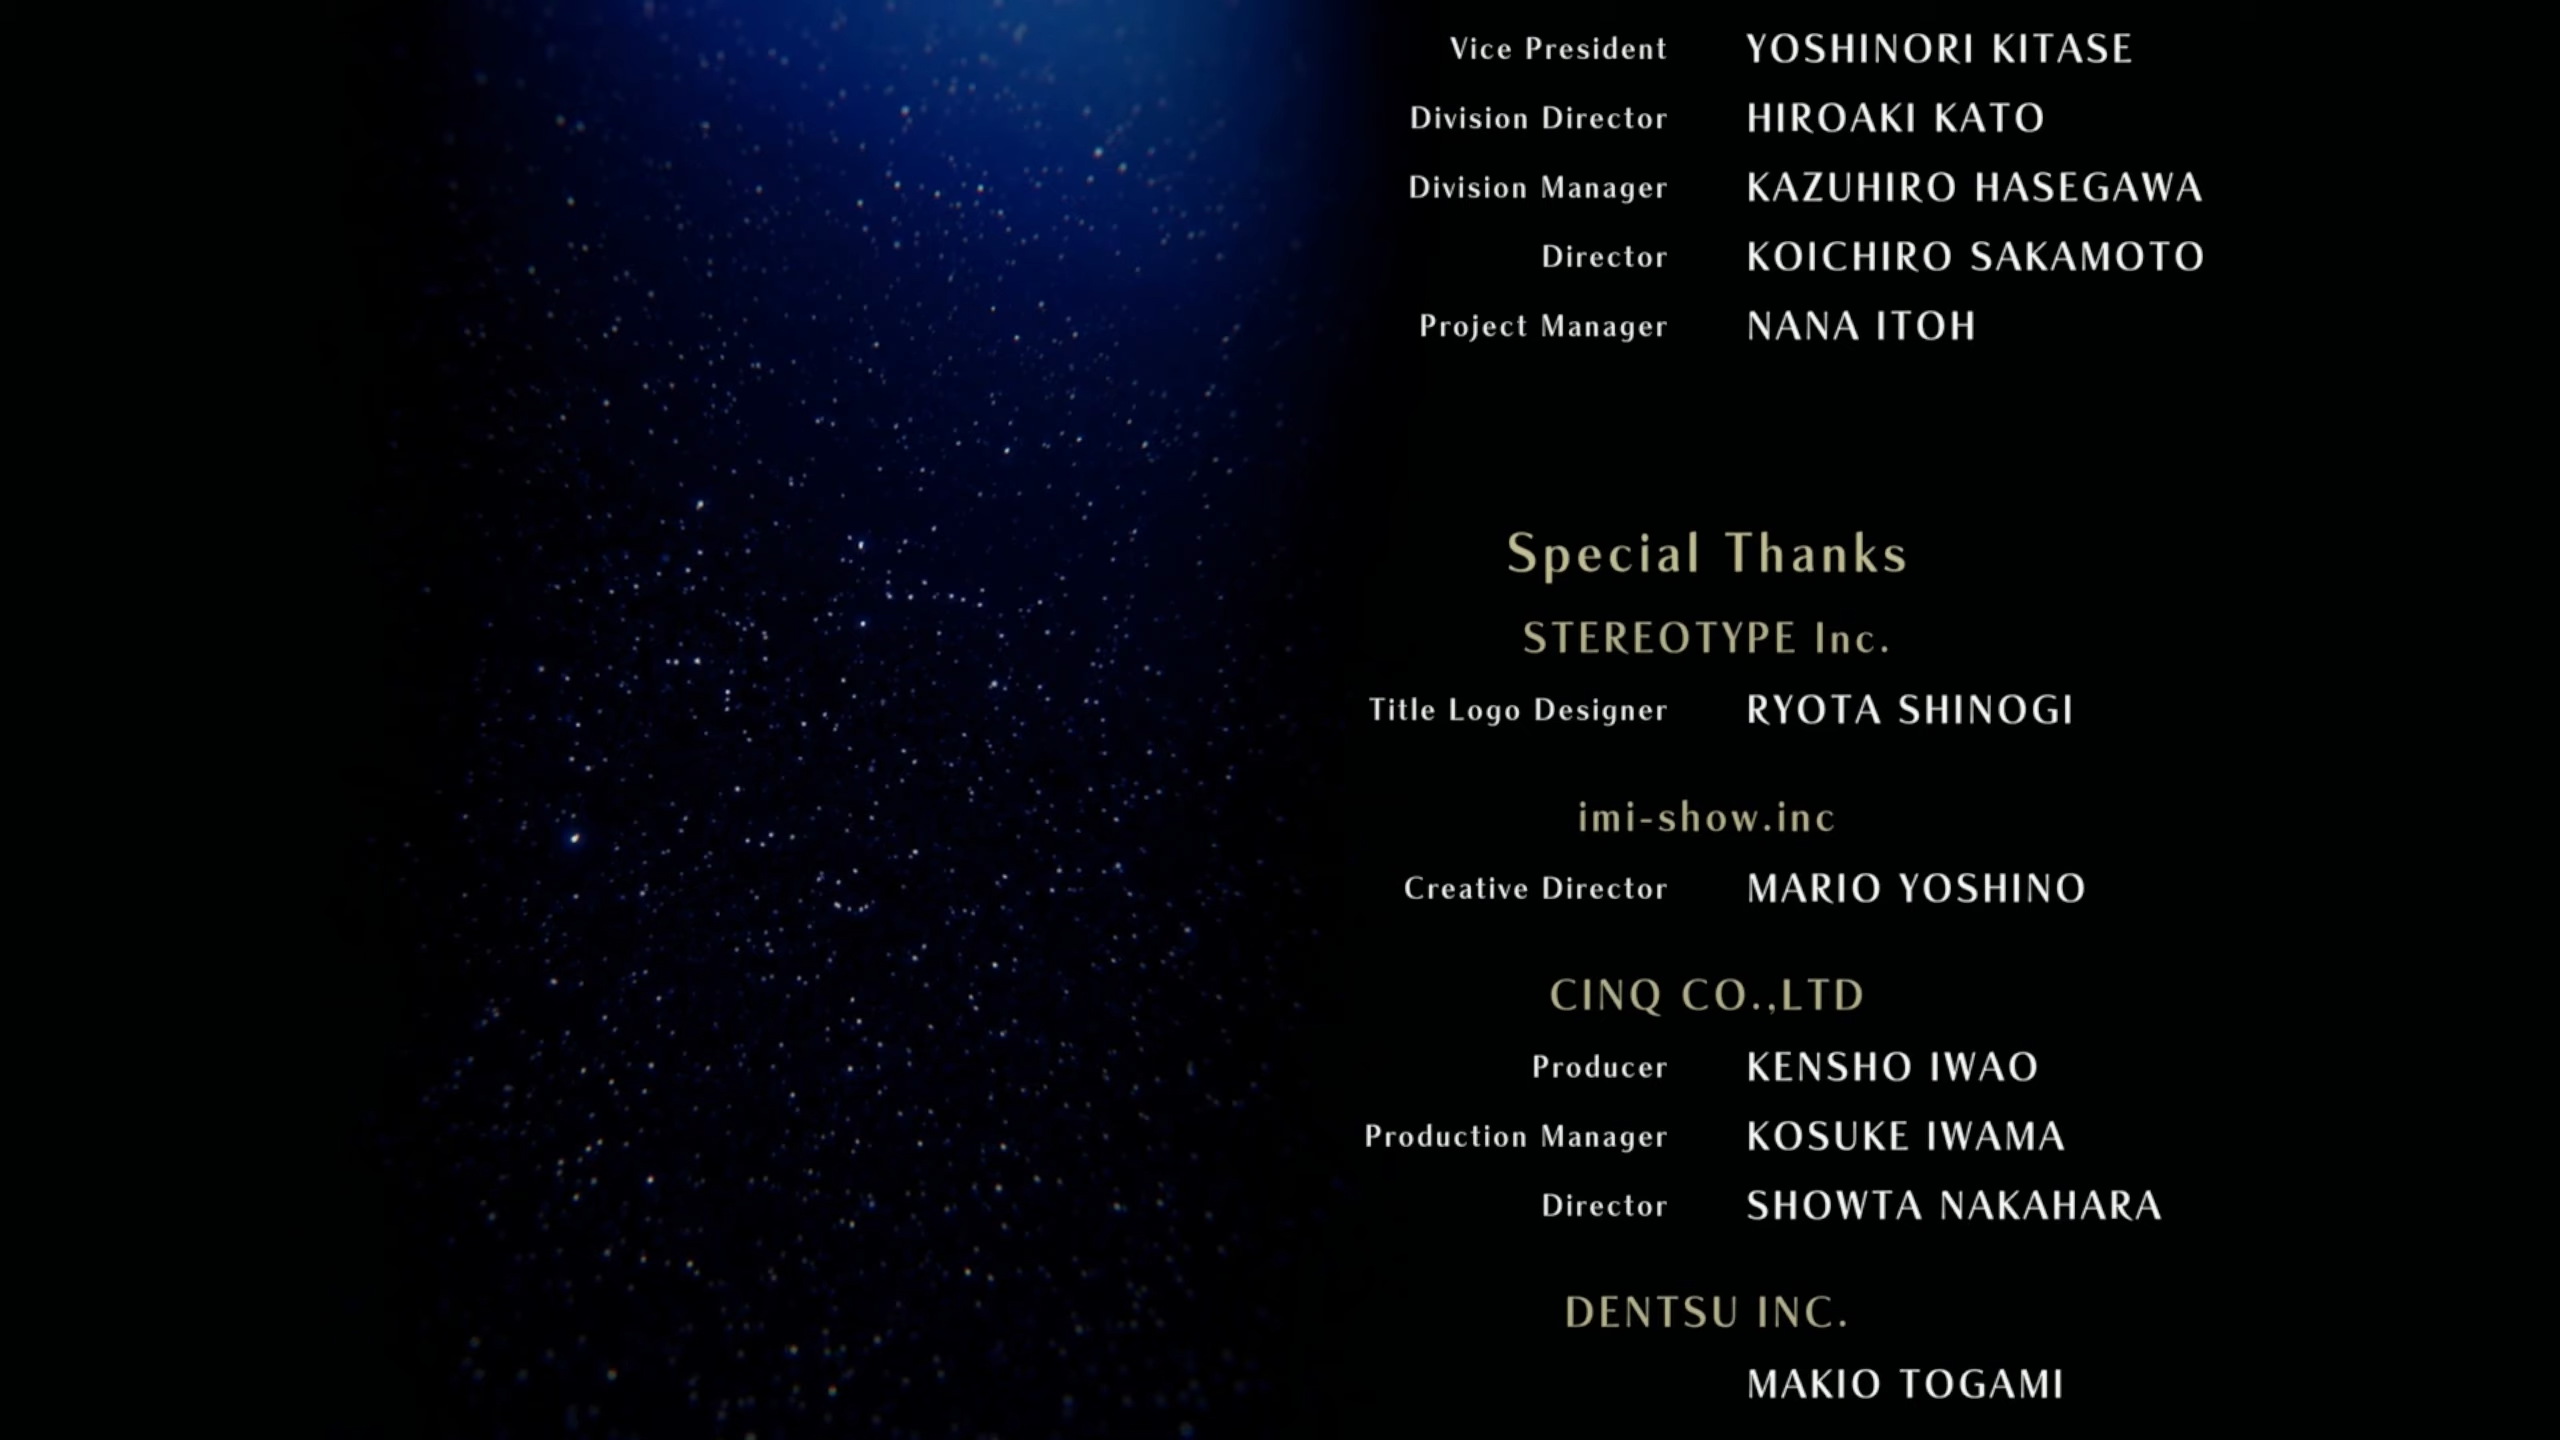 Vice President YOSHINORI KITASE
Division Director HIROAKI KATO
Division Manager KAZUHIRO HASEGAWA
Director KOICHIRO SAKAMOTO
Project Manager NANA ITOH
Special Thanks
STEREOTYPE Inc.
Title Logo Designer RYOTA SHINOGI
imi-show.inc
Creative Director MARIO YOSHINO
CINQ CO.,LTD
Producer KENSHO IWAO
Production Manager KOSUKE IWAMA
Director SHOWTA NAKAHARA
DENTSU INC.
MAKIO TOGAMI